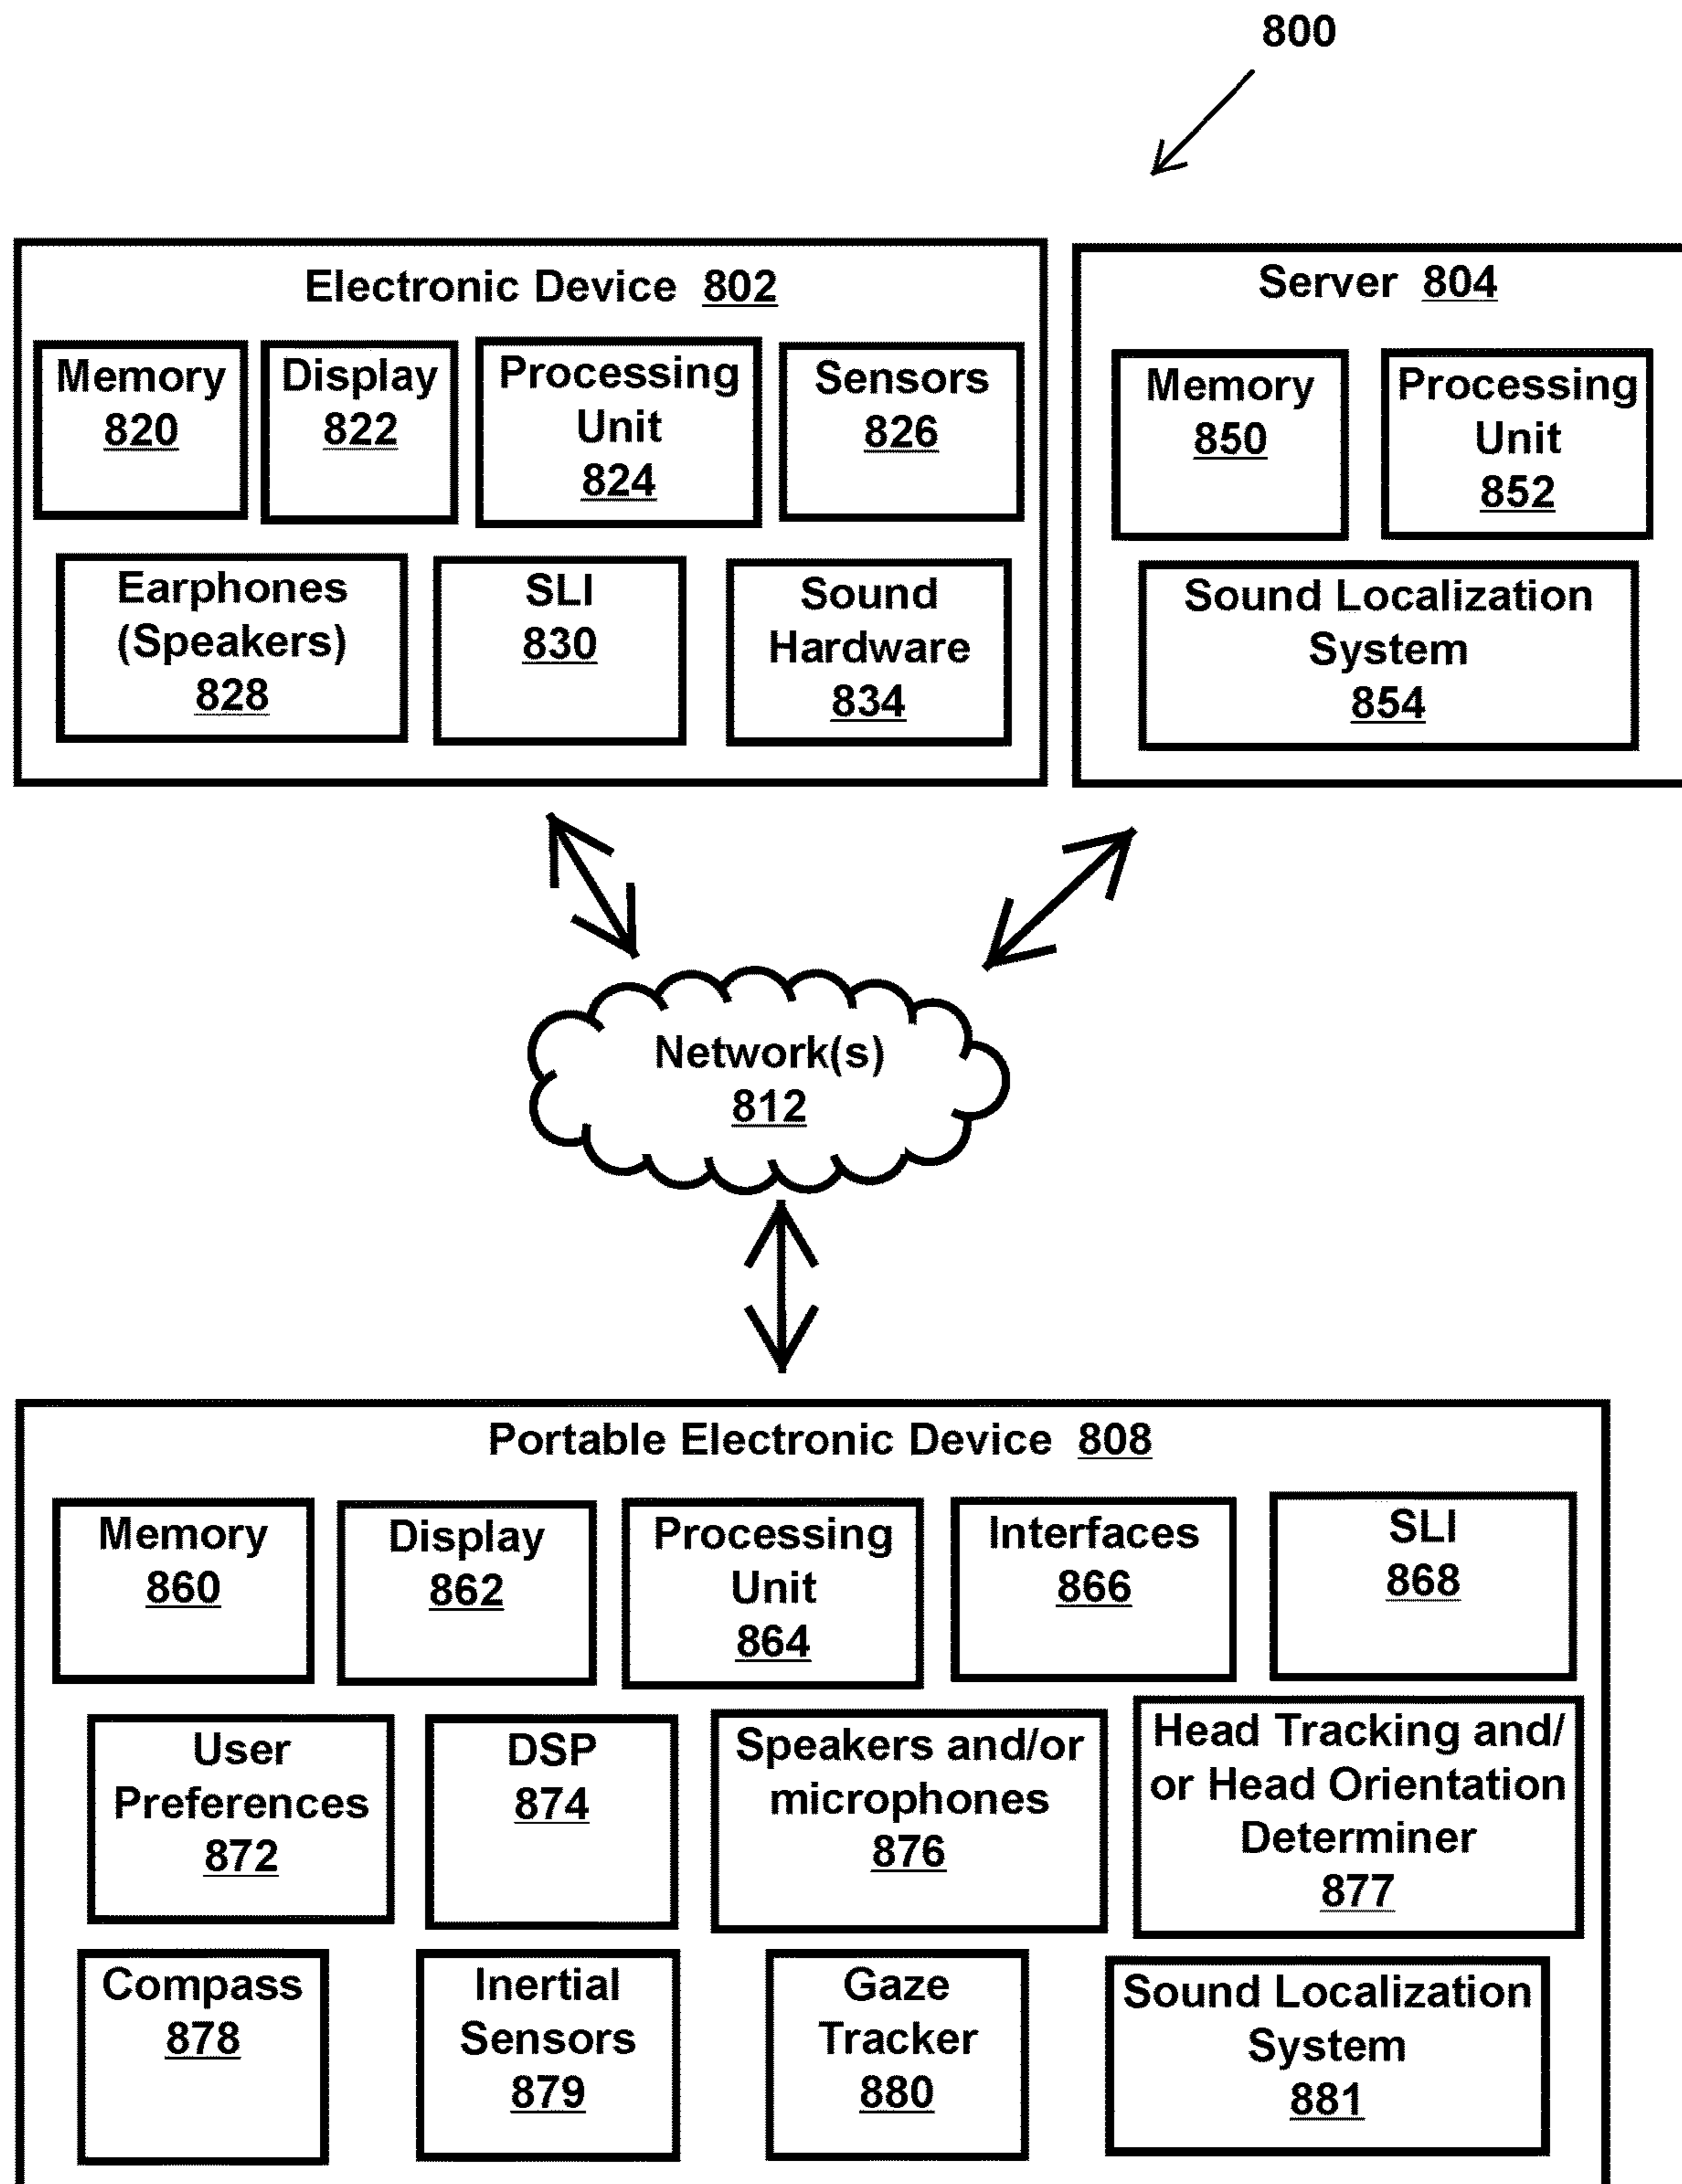 800
Electronic Device 802
Memory
820
Display
822
Processing
Unit
824
Sensors
826
Earphones
(Speakers)
828
SLI
830
Sound
Hardware
834
Server 804
Memory
850
Processing
Unit
852
Sound Localization
System
854
Network(s)
812
Portable Electronic Device 808
Memory
860
Display
862
Processing
Unit
864
Interfaces
866
SLI
868
User
Preferences
872
DSP
874
Speakers and/or
microphones
876
Head Tracking and/
or Head Orientation
Determiner
877
Compass
878
Inertial
Sensors
879
Gaze
Tracker
880
Sound Localization
System
881